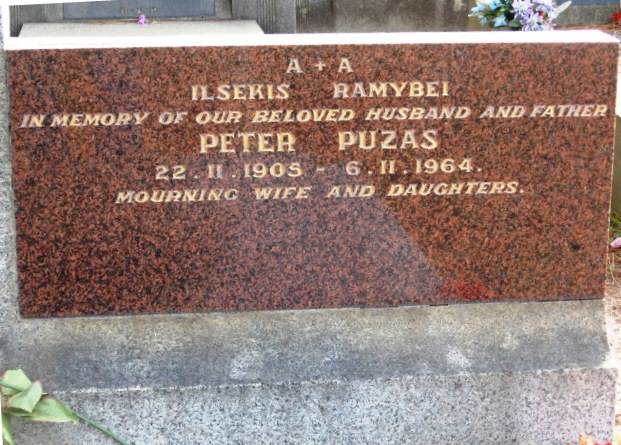 A + A
ILSEKIS RAMYBEI
IN MEMORY OF OUR BELOVED HUSBAND AND FATHER
PETER PUZAS
22.11.1905 - 6.11.1964.
MOURNING WIFE AND DAUGHTERS.